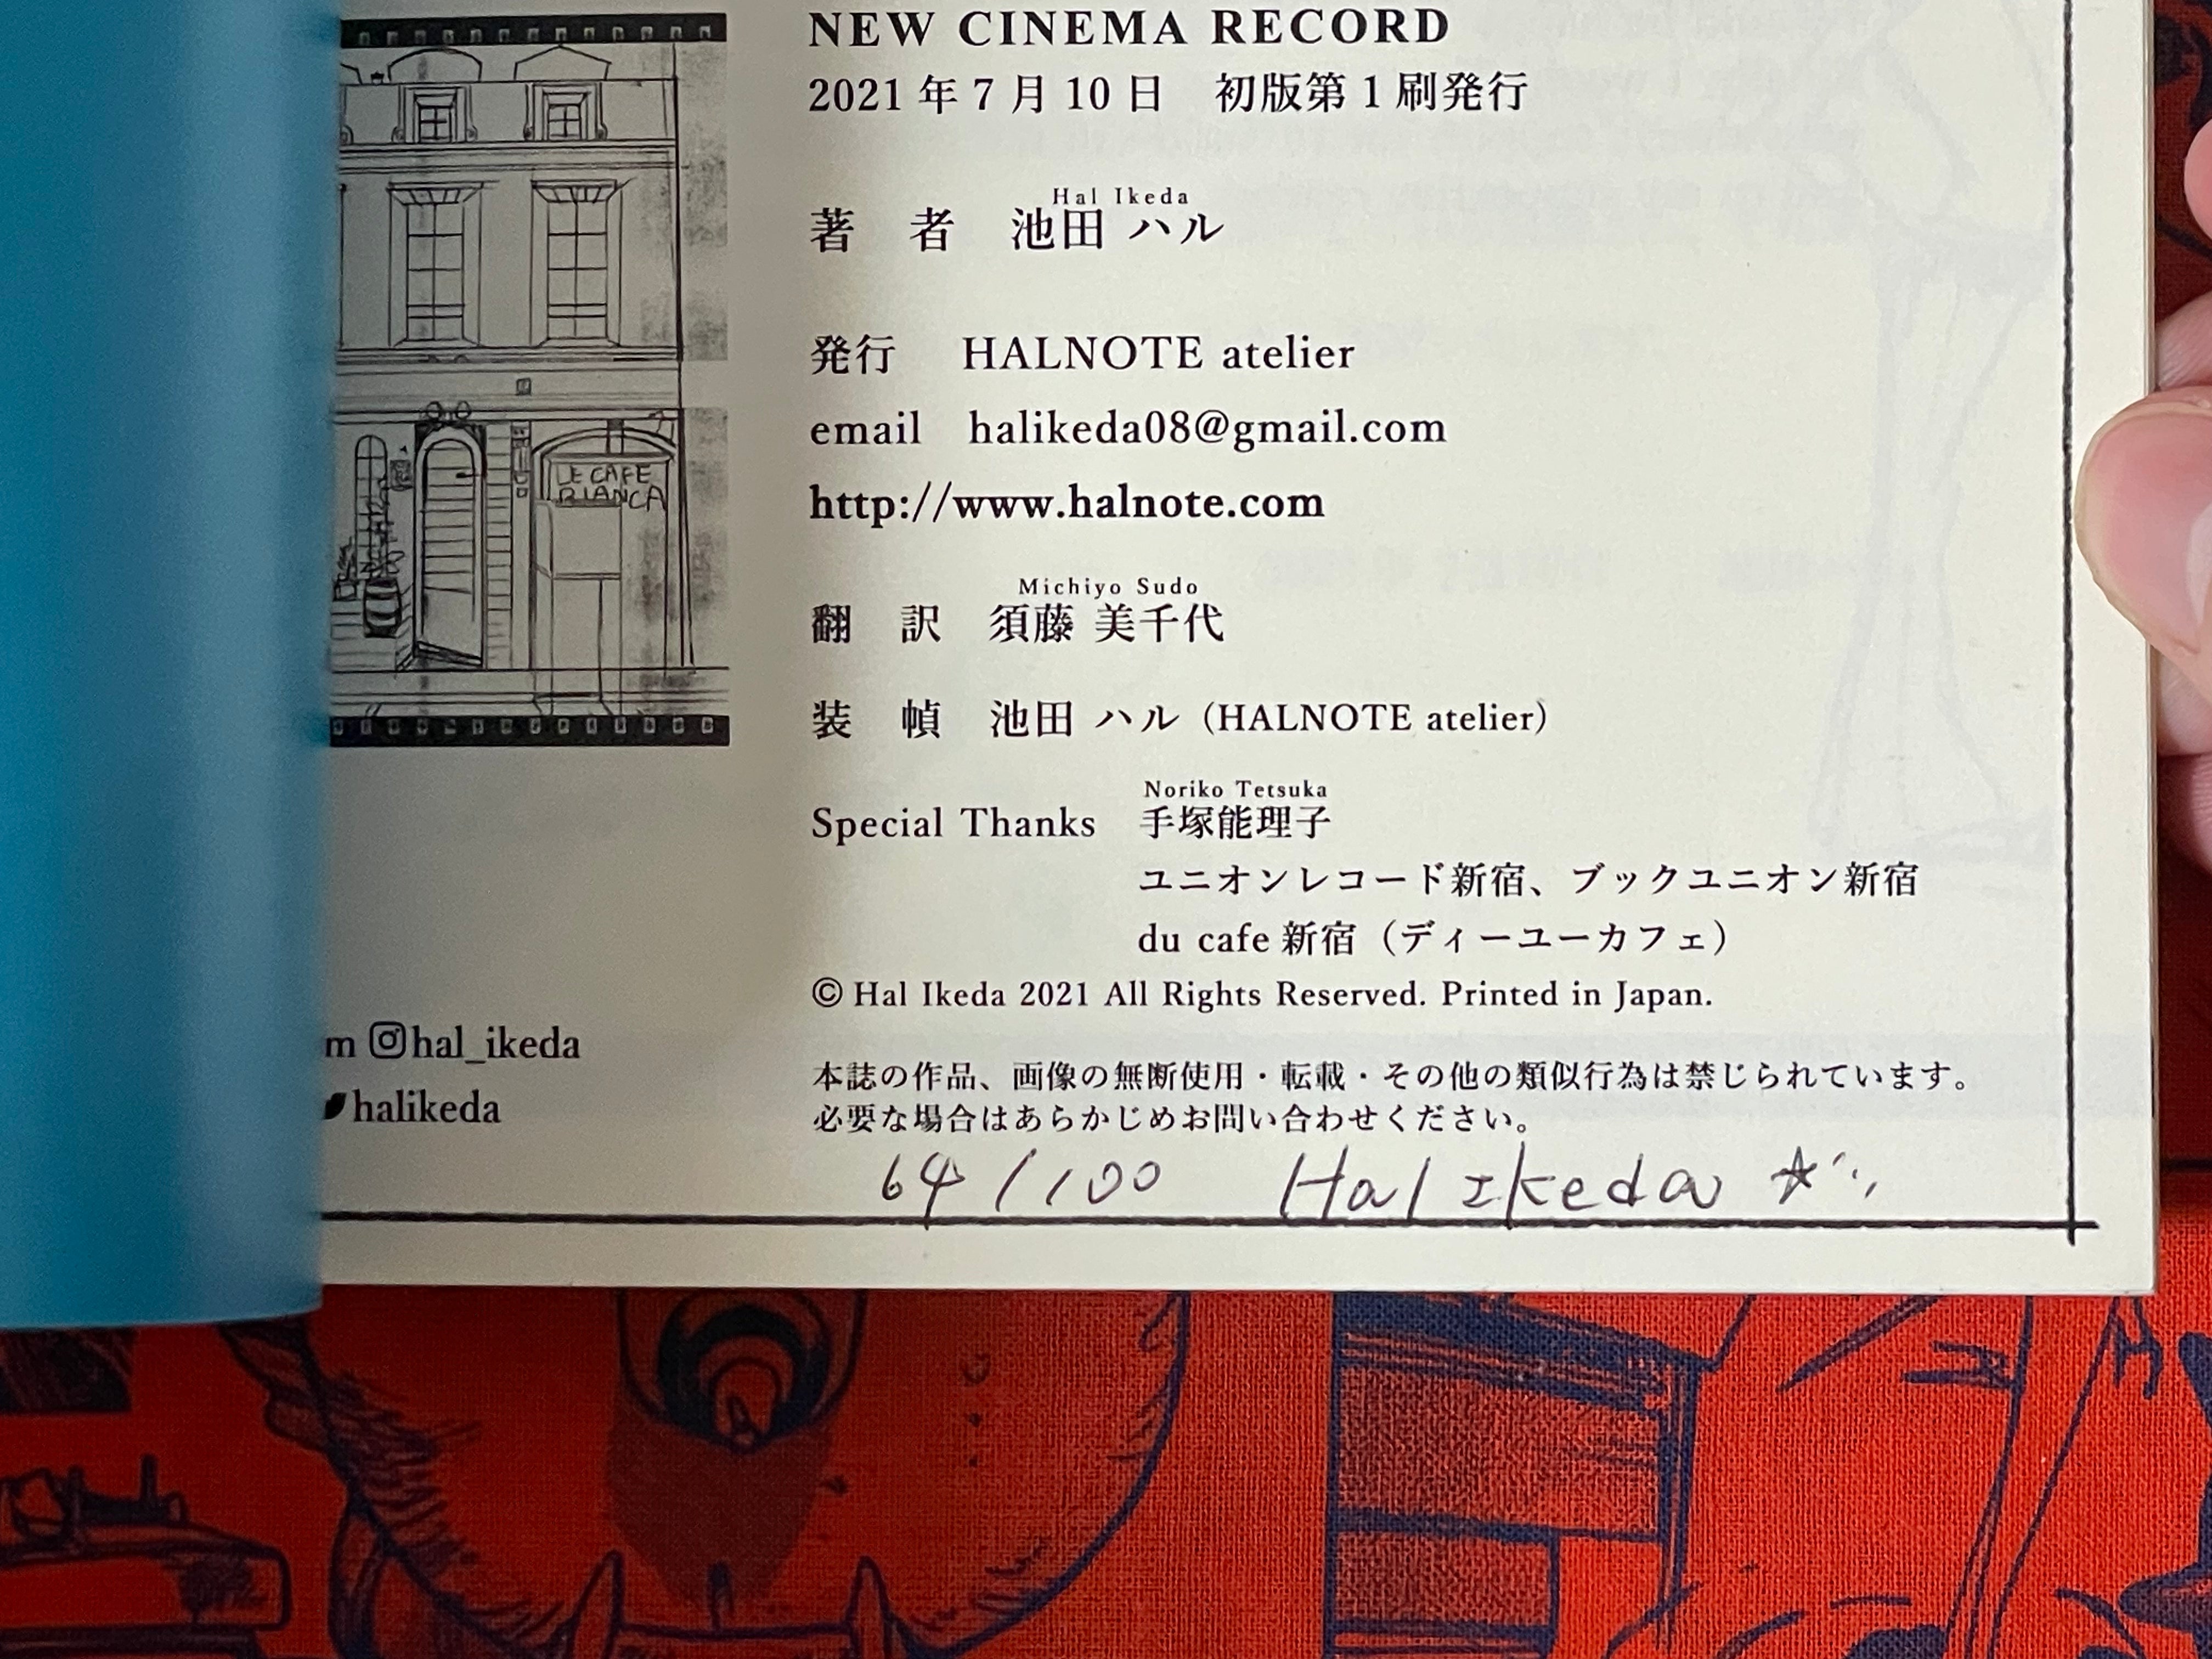 LE CAFE
BIANCA
m hal_ikeda
halikeda
NEW CINEMA RECORD
2021年7月10日　初版第1刷発行
Hal Ikeda
著　者　池田 ハル
発行　HALNOTE atelier
email　halikeda08@gmail.com
http://www.halnote.com
Michiyo Sudo
翻　訳　須藤 美千代
装　幀　池田 ハル（HALNOTE atelier）
Noriko Tetsuka
Special Thanks　手塚能理子
ユニオンレコード新宿、ブックユニオン新宿
du cafe 新宿（ディーユーカフェ）
© Hal Ikeda 2021 All Rights Reserved. Printed in Japan.
本誌の作品、画像の無断使用・転載・その他の類似行為は禁じられています。
必要な場合はあらかじめお問い合わせください。
64/100　Hal Ikeda ☆